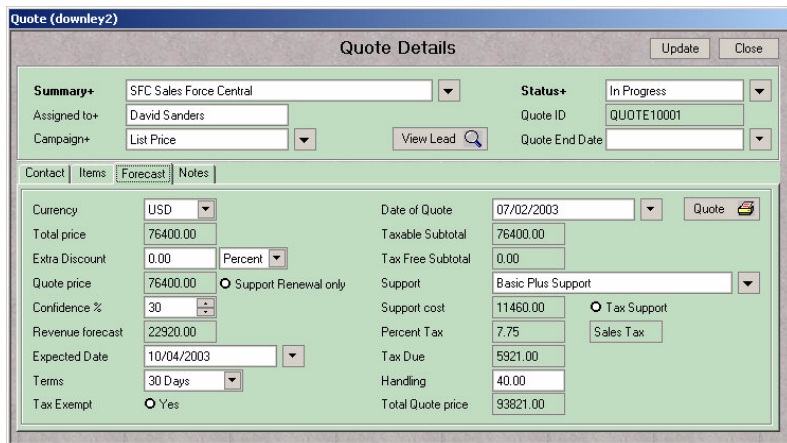 Quote (downley2)
Quote Details
Update Close
Summary+ SFC Sales Force Central Status+ In Progress
Assigned to+ David Sanders Quote ID QUOTE10001
Campaign+ List Price View Lead Quote End Date
Contact Items Forecast Notes
Currency USD Date of Quote 07/02/2003 Quote
Total price 76400.00 Taxable Subtotal 76400.00
Extra Discount 0.00 Percent Tax Free Subtotal 0.00
Quote price 76400.00 Support Renewal only Support Basic Plus Support
Confidence % 30 Support cost 11460.00 Tax Support
Revenue forecast 22920.00 Percent Tax 7.75 Sales Tax
Expected Date 10/04/2003 Tax Due 5921.00
Terms 30 Days Handling 40.00
Tax Exempt Yes Total Quote price 93821.00